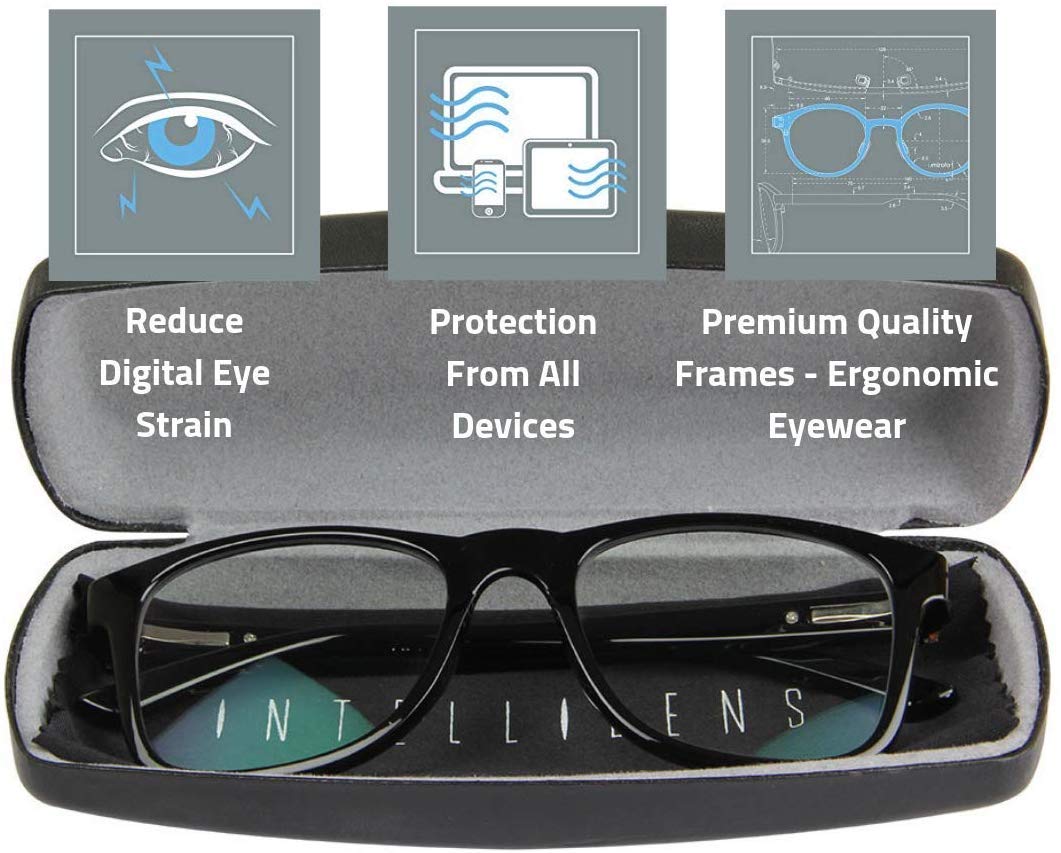 Reduce
Digital Eye
Strain
Protection
From All
Devices
Premium Quality
Frames - Ergonomic
Eyewear
INTELLILENS